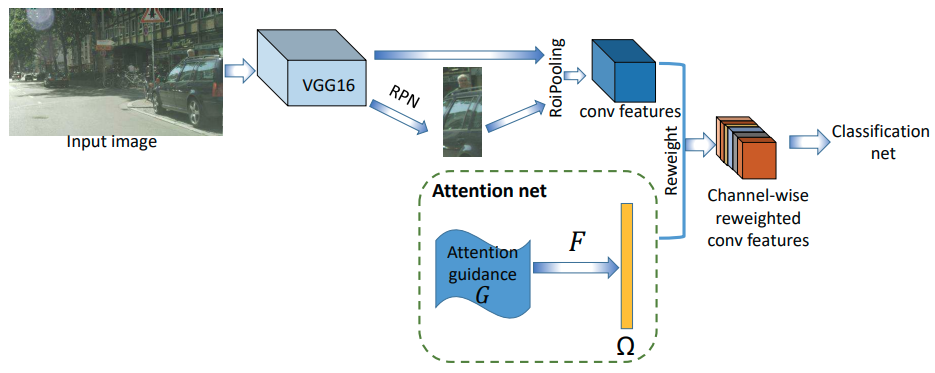 Input image
VGG16
RPN
RoiPooling
conv features
Reweight
Channel-wise
reweighted
conv features
Classification
net
Attention net
Attention
guidance
G
F
Ω